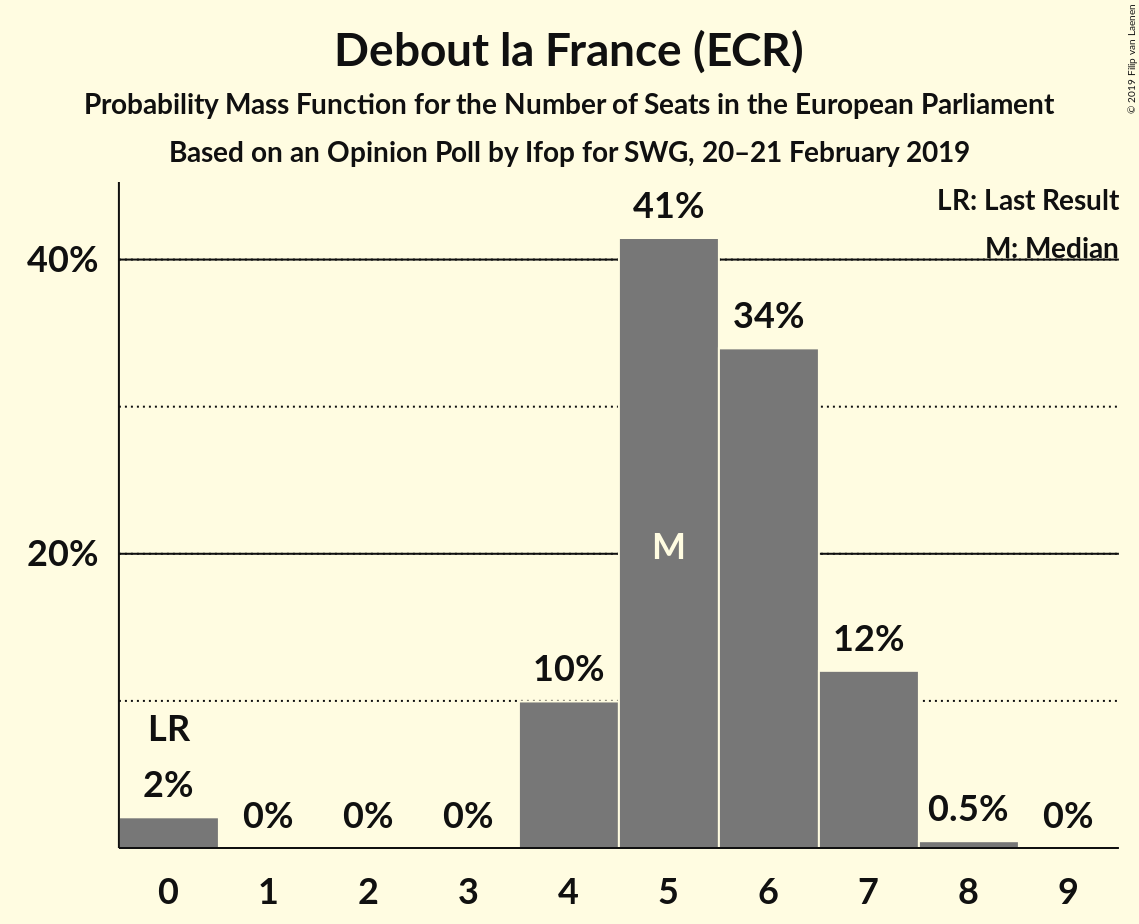 Debout la France (ECR)
Probability Mass Function for the Number of Seats in the European Parliament
Based on an Opinion Poll by Ifop for SWG, 20–21 February 2019
© 2019 Filip van Laenen
LR: Last Result
M: Median
40%
20%
LR
2%
0%
0%
0%
10%
41%
M
34%
12%
0.5%
0%
0 1 2 3 4 5 6 7 8 9